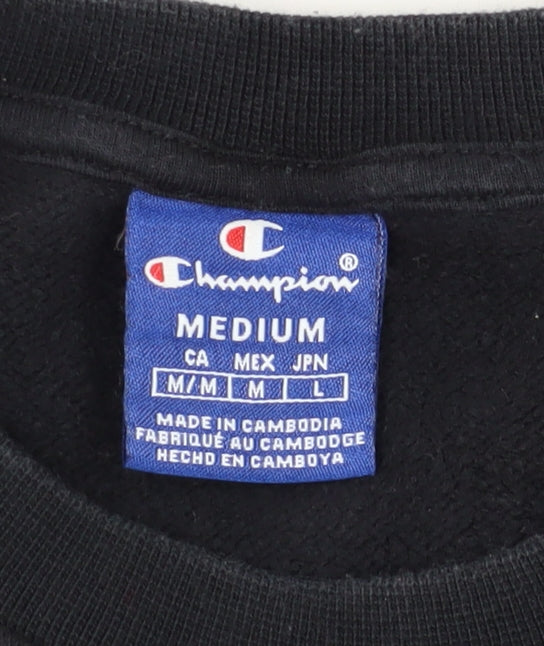 Champion®
MEDIUM
CA MEX JPN
M/M M L
MADE IN CAMBODIA
FABRIQUÉ AU CAMBODGE
HECHO EN CAMBOYA